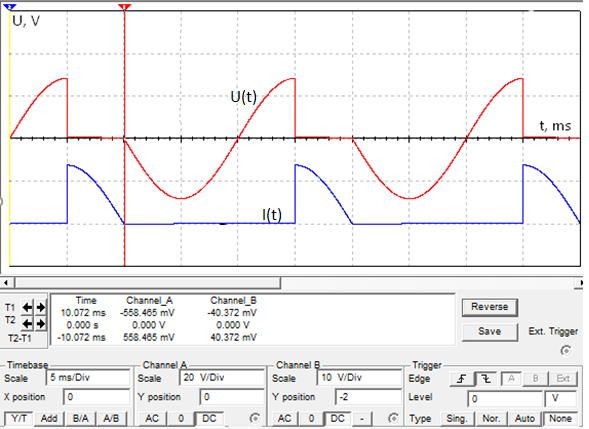 U, V
U(t)
t, ms
I(t)
Time Channel_A Channel_B
T1 10.072 ms -558.465 mV -40.372 mV
T2 0.000 s 0.000 V 0.000 V
T2-T1 -10.072 ms 558.465 mV 40.372 mV
Reverse
Save
Ext. Trigger
Timebase
Scale 5 ms/Div
X position 0
Y/T Add B/A A/B
Channel A
Scale 20 V/Div
Y position 0
AC 0 DC
Channel B
Scale 10 V/Div
Y position -2
AC 0 DC -
Trigger
Edge A B Ext
Level 0 V
Type Sing. Nor. Auto None